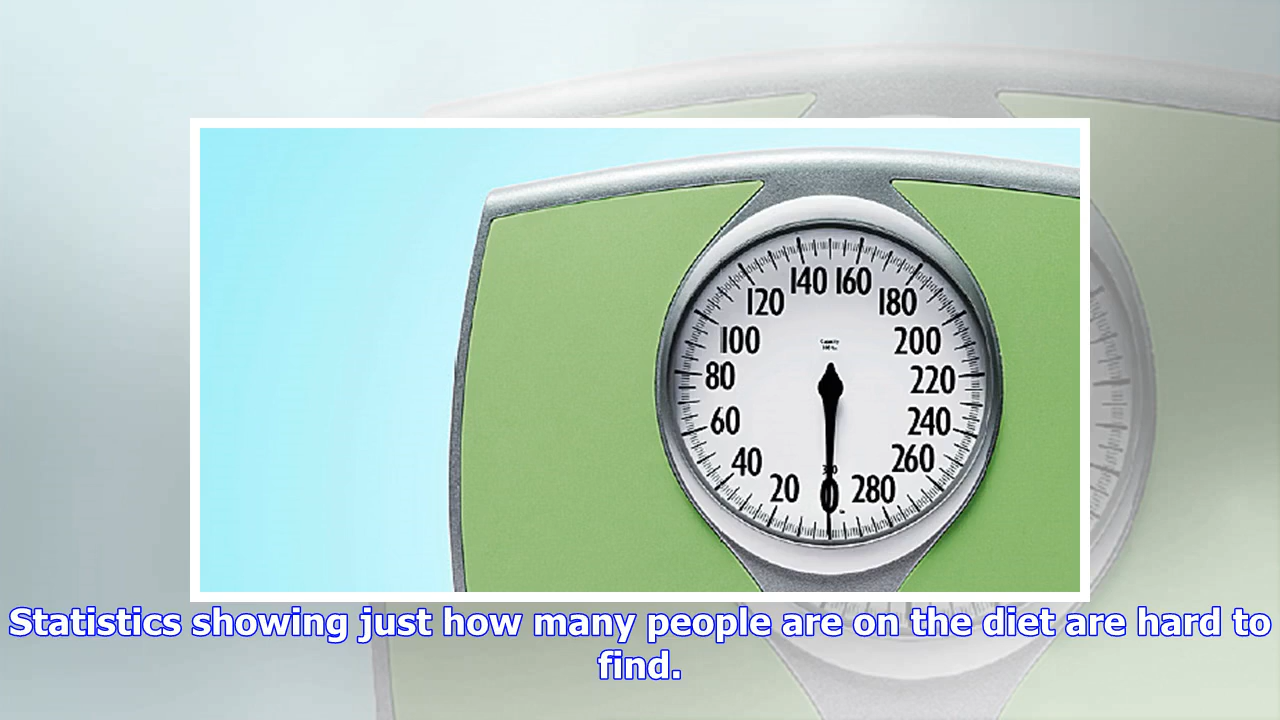 140 160
120 180
100 200
80 220
60 240
40 260
20 0 280
Statistics showing just how many people are on the diet are hard to
find.